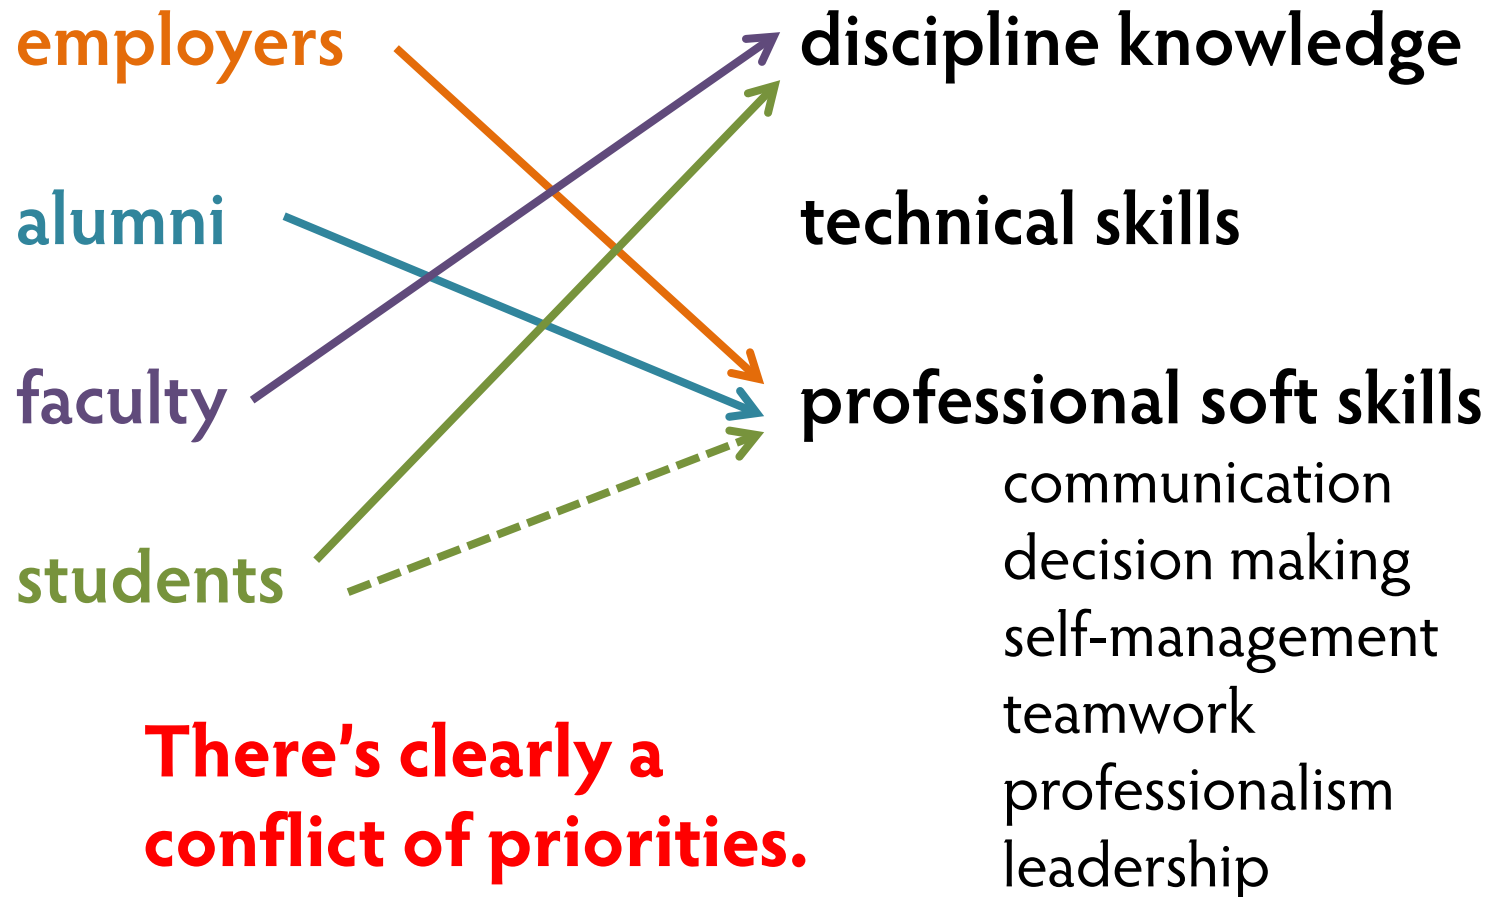 employers
alumni
faculty
students
discipline knowledge
technical skills
professional soft skills
communication
decision making
self-management
teamwork
professionalism
leadership
There’s clearly a
conflict of priorities.